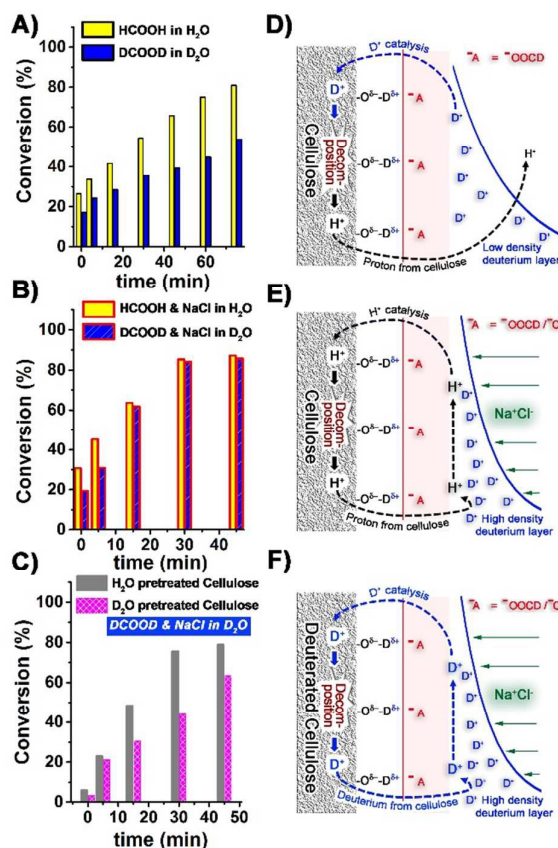 A)
HCOOH in H2O
DCOOD in D2O
Conversion (%)
100
80
60
40
20
0 20 40 60
time (min)
B)
HCOOH & NaCl in H2O
DCOOD & NaCl in D2O
Conversion (%)
100
80
60
40
20
0
0 10 20 30 40
time (min)
C)
H2O pretreated Cellulose
D2O pretreated Cellulose
DCOOD & NaCl in D2O
Conversion (%)
100
80
60
40
20
0
0 10 20 30 40 50
time (min)
D)
D+ catalysis
-A = -OOCD
D+
Cellulose
Decom-
position
H+
-Oδ--Dδ+ -A
-Oδ--Dδ+ -A
-Oδ--Dδ+ -A
D+
D+
D+
D+
D+
D+
H+
Low density
deuterium layer
Proton from cellulose
E)
H+ catalysis
-A = -OOCD/-C
H+
Cellulose
Decom-
position
H+
-Oδ--Dδ+ -A
-Oδ--Dδ+ -A
-Oδ--Dδ+ -A
H+
H+
D+
D+
D+
D+
D+
D+
D+
D+
D+
Na+Cl-
High density
deuterium layer
Proton from cellulose
F)
D+ catalysis
-A = -OOCD/-C
D+
Deuterated Cellulose
Decom-
position
D+
-Oδ--Dδ+ -A
-Oδ--Dδ+ -A
-Oδ--Dδ+ -A
D+
D+
D+
D+
D+
D+
D+
D+
D+
D+
D+
Na+Cl-
High density
deuterium layer
Deuterium from cellulose